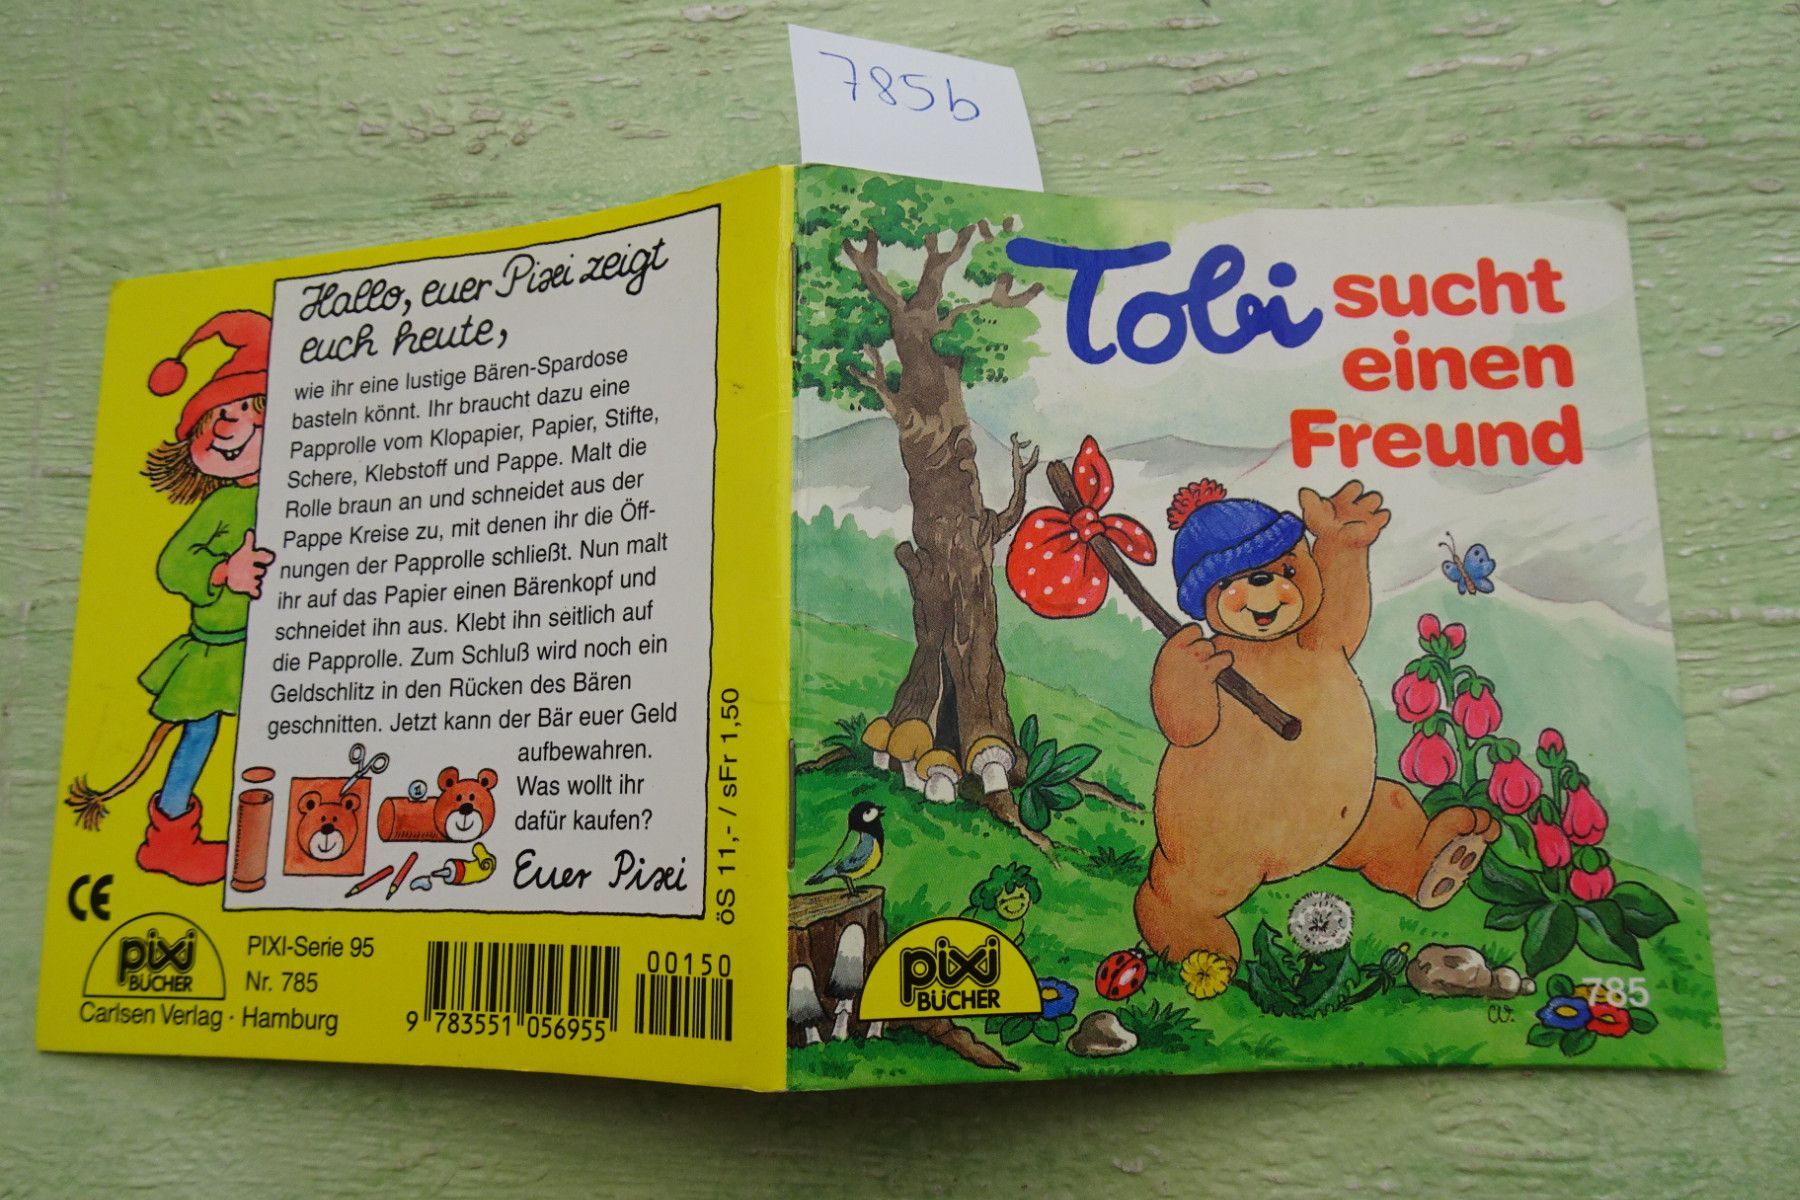 785b
Hallo, euer Pixi zeigt
euch heute,
wie ihr eine lustige Bären-Spardose
basteln könnt. Ihr braucht dazu eine
Papprolle vom Klopapier, Papier, Stifte,
Schere, Klebstoff und Pappe. Malt die
Rolle braun an und schneidet aus der
Pappe Kreise zu, mit denen ihr die Öff-
nungen der Papprolle schließt. Nun malt
ihr auf das Papier einen Bärenkopf und
schneidet ihn aus. Klebt ihn seitlich auf
die Papprolle. Zum Schluß wird noch ein
Geldschlitz in den Rücken des Bären
geschnitten. Jetzt kann der Bär euer Geld
aufbewahren.
Was wollt ihr
dafür kaufen?
Euer Pixi
öS 11,- / sFr 1,50
CE
pixi
BÜCHER
PIXI-Serie 95
Nr. 785
Carlsen Verlag · Hamburg
9 783551 056955
00150
Tobi sucht
einen
Freund
pixi
BÜCHER
785